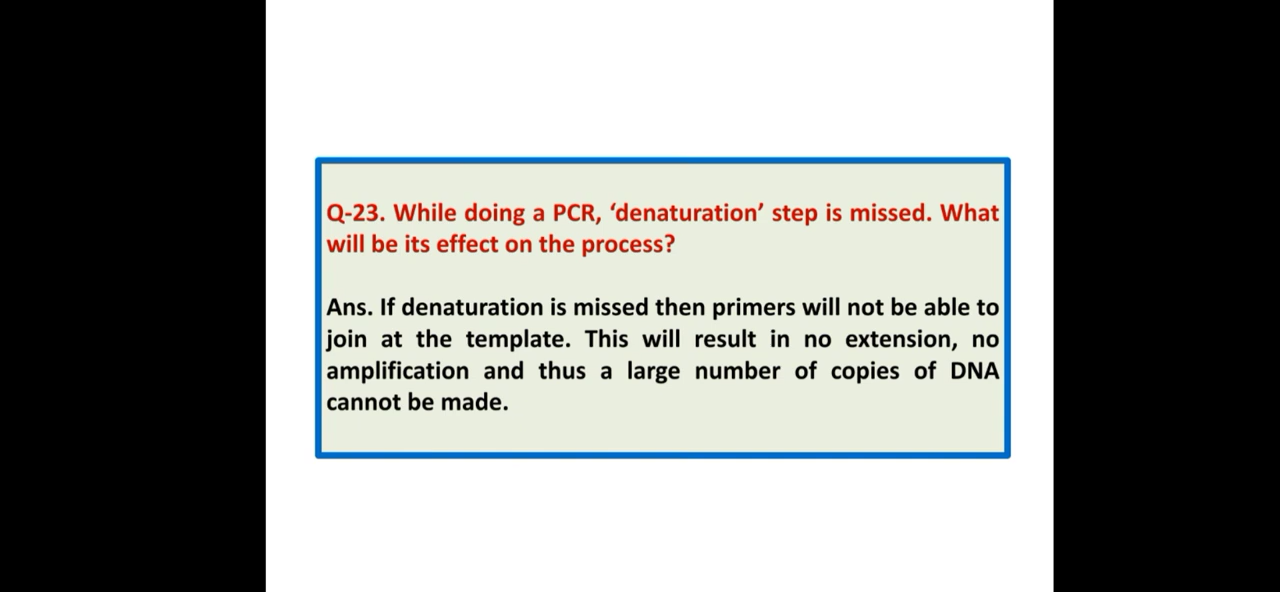 Q-23. While doing a PCR, ‘denaturation’ step is missed. What
will be its effect on the process?
Ans. If denaturation is missed then primers will not be able to
join at the template. This will result in no extension, no
amplification and thus a large number of copies of DNA
cannot be made.